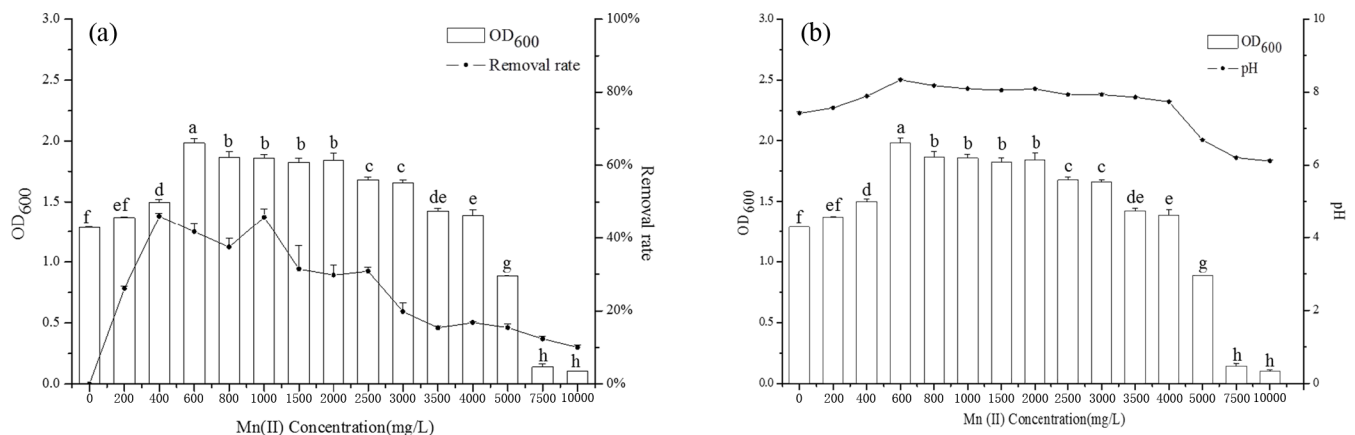 (a)
OD600
Removal rate
3.0
2.5
2.0
1.5
1.0
0.5
0.0
OD600
100%
80%
60%
40%
20%
0%
Removal rate
f
ef
d
a
b
b
b
b
c
c
de
e
g
h
h
0 200 400 600 800 1000 1500 2000 2500 3000 3500 4000 5000 7500 10000
Mn(II) Concentration(mg/L)
(b)
OD600
pH
3.0
2.5
2.0
1.5
1.0
0.5
0.0
OD600
10
8
6
4
2
0
pH
f
ef
d
a
b
b
b
b
c
c
de
e
g
h
h
0 200 400 600 800 1000 1500 2000 2500 3000 3500 4000 5000 7500 10000
Mn (II) Concentration(mg/L)